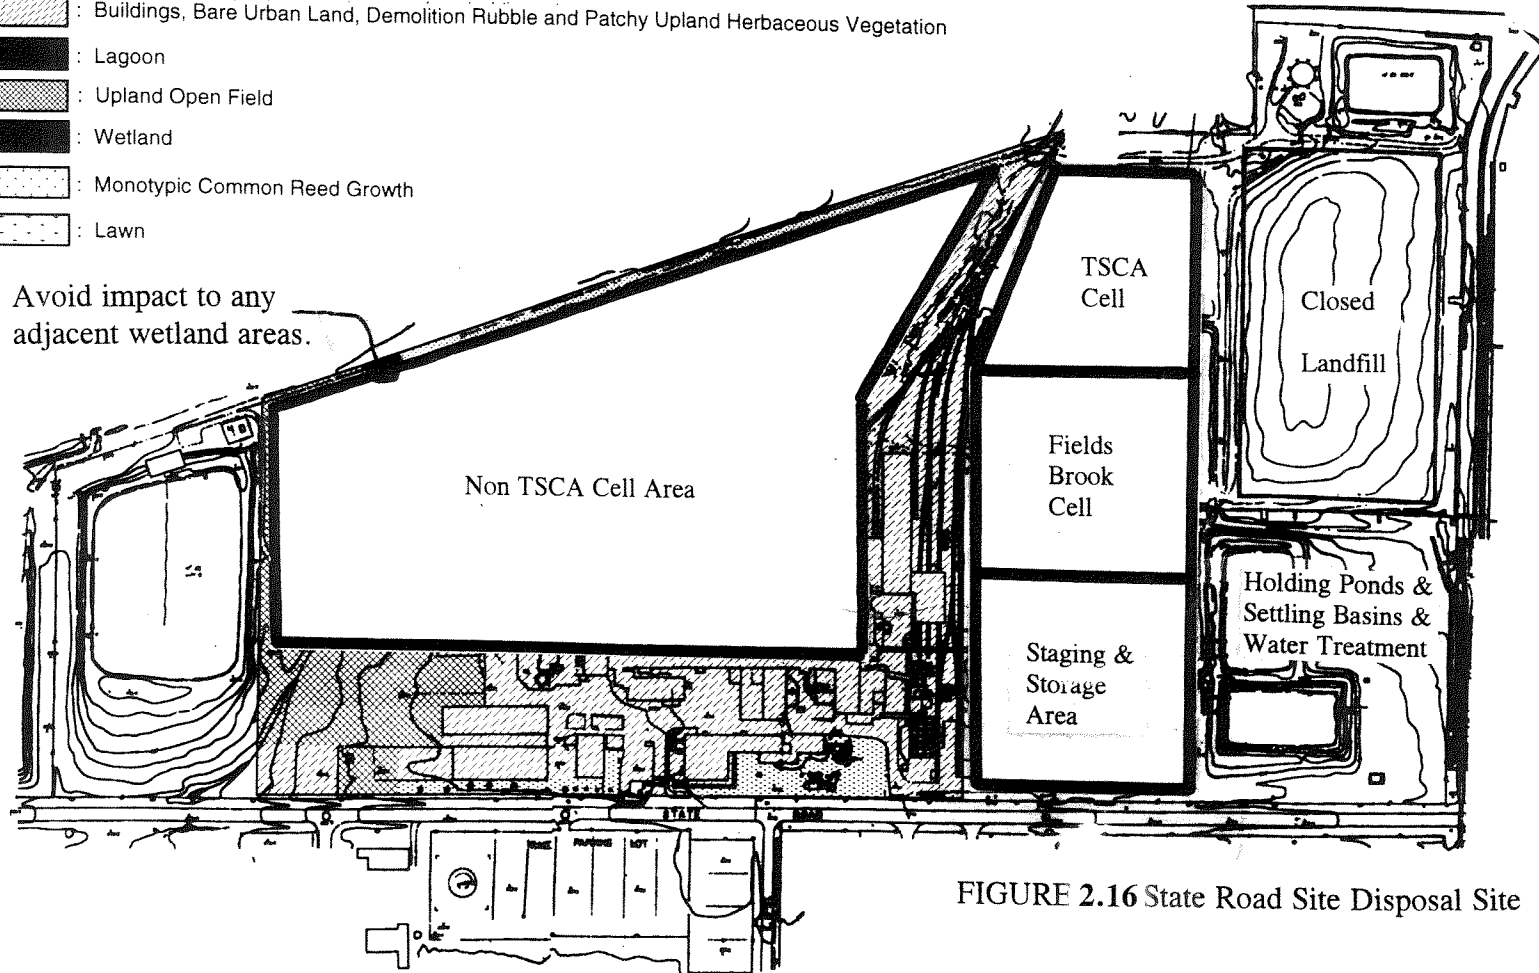 : Buildings, Bare Urban Land, Demolition Rubble and Patchy Upland Herbaceous Vegetation
: Lagoon
: Upland Open Field
: Wetland
: Monotypic Common Reed Growth
: Lawn
Avoid impact to any
adjacent wetland areas.
TSCA
Cell
Closed
Landfill
Fields
Brook
Cell
Non TSCA Cell Area
Holding Ponds &
Settling Basins &
Water Treatment
Staging &
Storage
Area
STATE ROAD
PARKING LOT
FIGURE 2.16 State Road Site Disposal Site